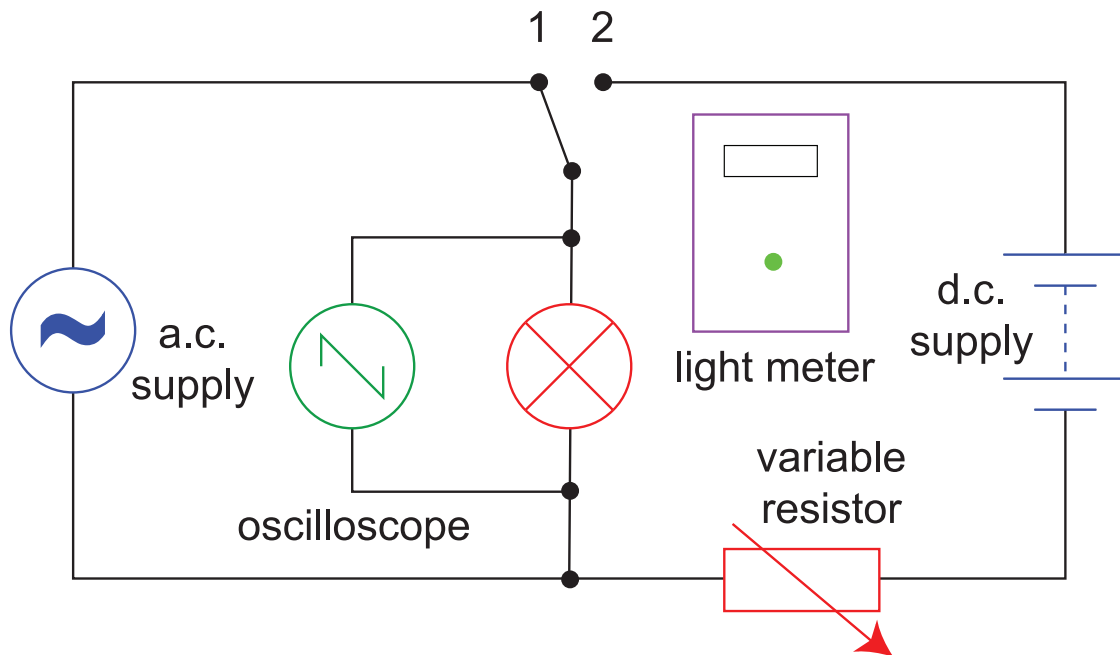 1 2
a.c.
supply
d.c.
supply
light meter
variable
resistor
oscilloscope